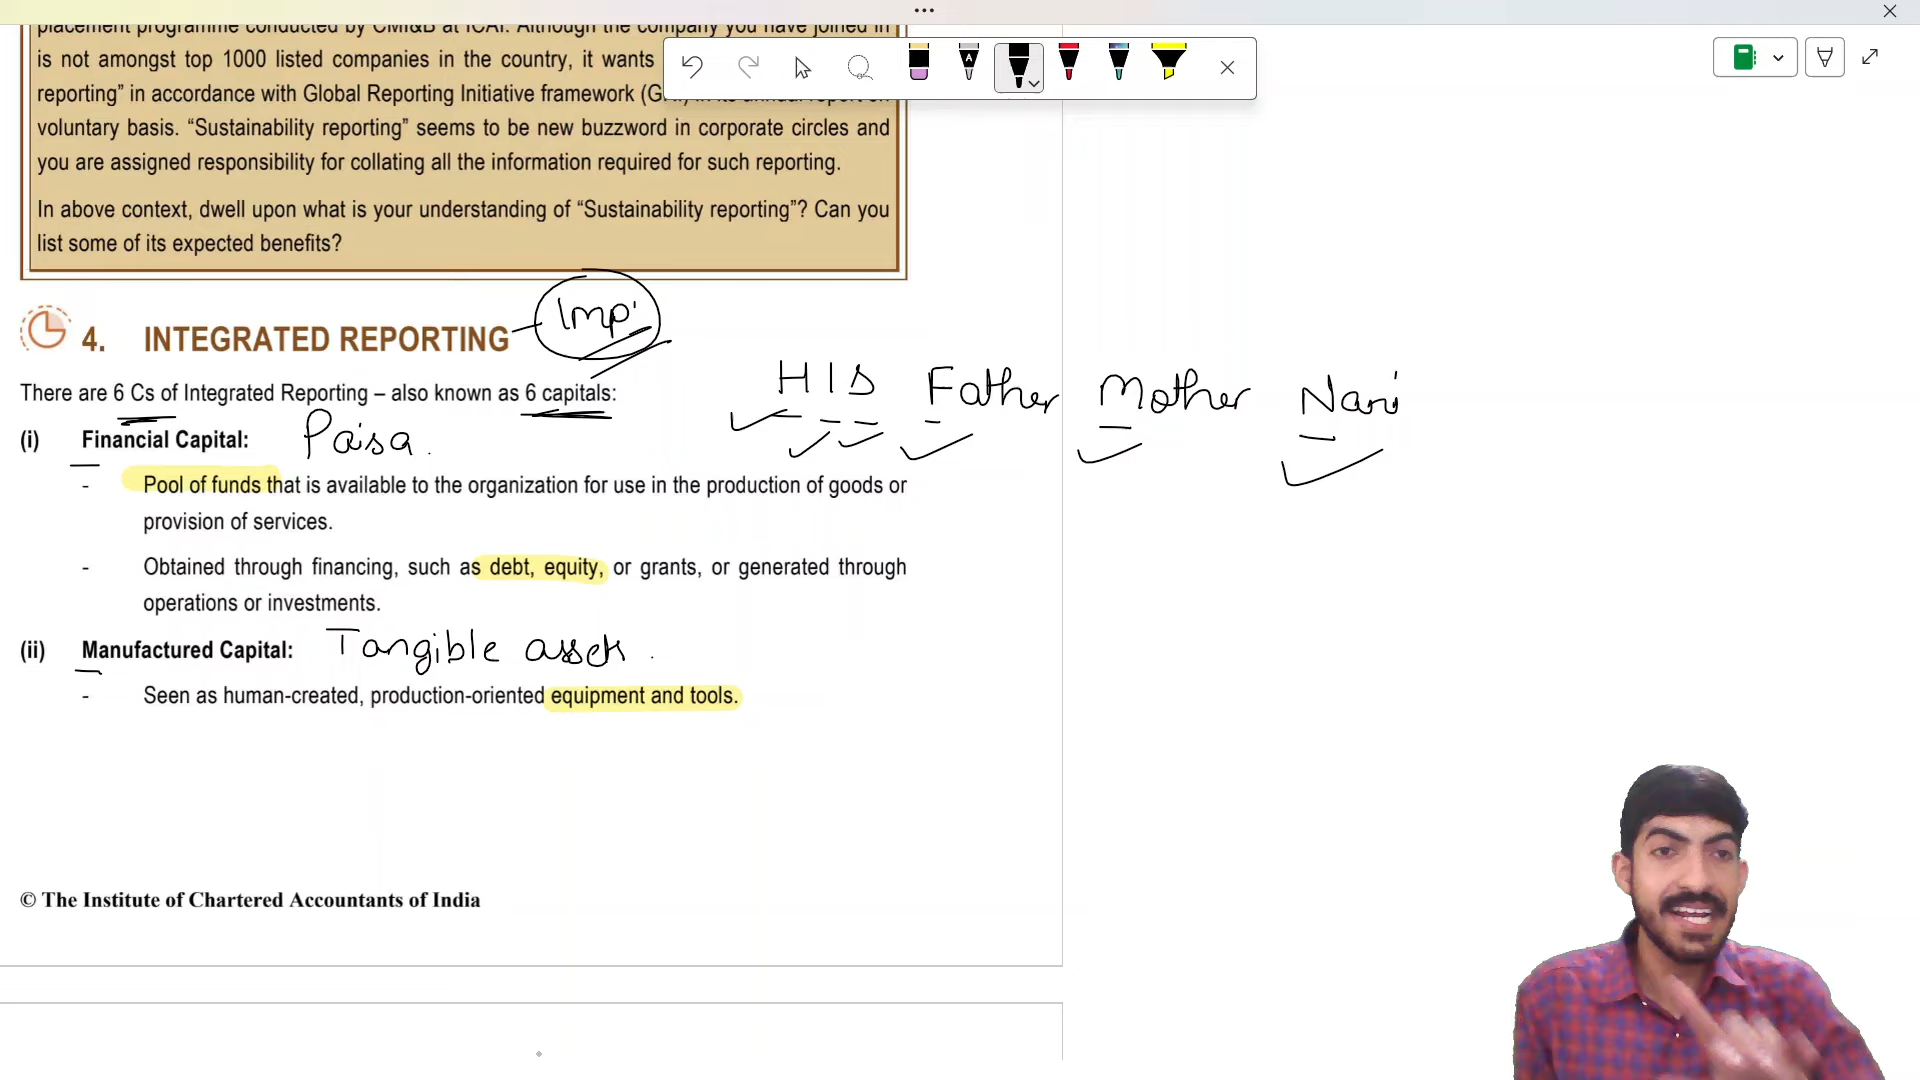 placement programme conducted by CMI&B at ICAI. Although the company you have joined in
is not amongst top 1000 listed companies in the country, it wants
reporting” in accordance with Global Reporting Initiative framework (G
voluntary basis. “Sustainability reporting” seems to be new buzzword in corporate circles and
you are assigned responsibility for collating all the information required for such reporting.
In above context, dwell upon what is your understanding of “Sustainability reporting”? Can you
list some of its expected benefits?
4. INTEGRATED REPORTING Imp.
HIS Father Mother Nani
There are 6 Cs of Integrated Reporting – also known as 6 capitals:
(i) Financial Capital: Paisa.
- Pool of funds that is available to the organization for use in the production of goods or
provision of services.
- Obtained through financing, such as debt, equity, or grants, or generated through
operations or investments.
(ii) Manufactured Capital: Tangible assets.
- Seen as human-created, production-oriented equipment and tools.
© The Institute of Chartered Accountants of India